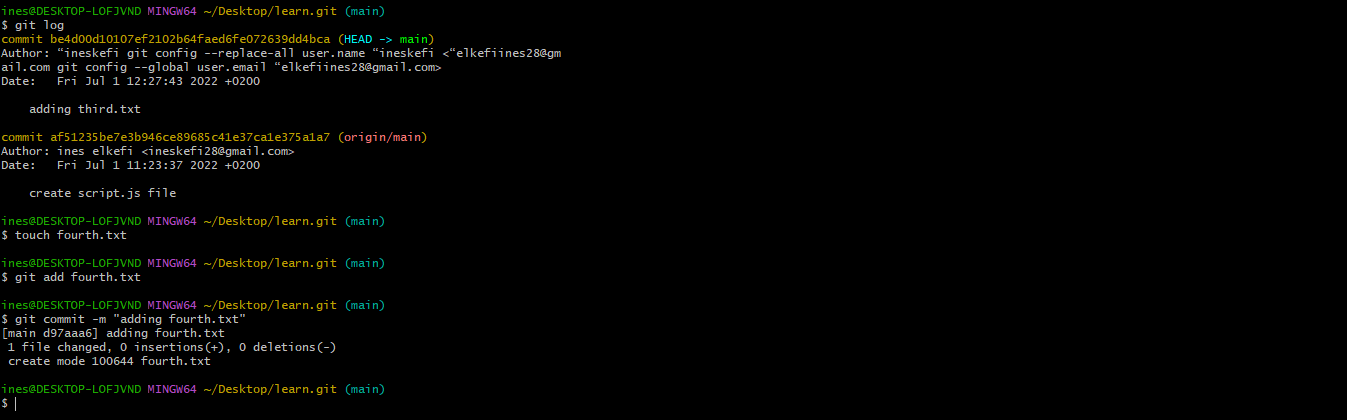 ines@DESKTOP-LOFJVND MINGW64 ~/Desktop/learn.git (main)
$ git log
commit be4d00d10107ef2102b64faed6fe072639dd4bca (HEAD -> main)
Author: “ineskefi git config --replace-all user.name “ineskefi <“elkefiines28@gm
ail.com git config --global user.email “elkefiines28@gmail.com>
Date:   Fri Jul 1 12:27:43 2022 +0200

    adding third.txt

commit af51235be7e3b946ce89685c41e37ca1e375a1a7 (origin/main)
Author: ines elkefi <ineskefi28@gmail.com>
Date:   Fri Jul 1 11:23:37 2022 +0200

    create script.js file

ines@DESKTOP-LOFJVND MINGW64 ~/Desktop/learn.git (main)
$ touch fourth.txt

ines@DESKTOP-LOFJVND MINGW64 ~/Desktop/learn.git (main)
$ git add fourth.txt

ines@DESKTOP-LOFJVND MINGW64 ~/Desktop/learn.git (main)
$ git commit -m "adding fourth.txt"
[main d97aaa6] adding fourth.txt
 1 file changed, 0 insertions(+), 0 deletions(-)
 create mode 100644 fourth.txt

ines@DESKTOP-LOFJVND MINGW64 ~/Desktop/learn.git (main)
$